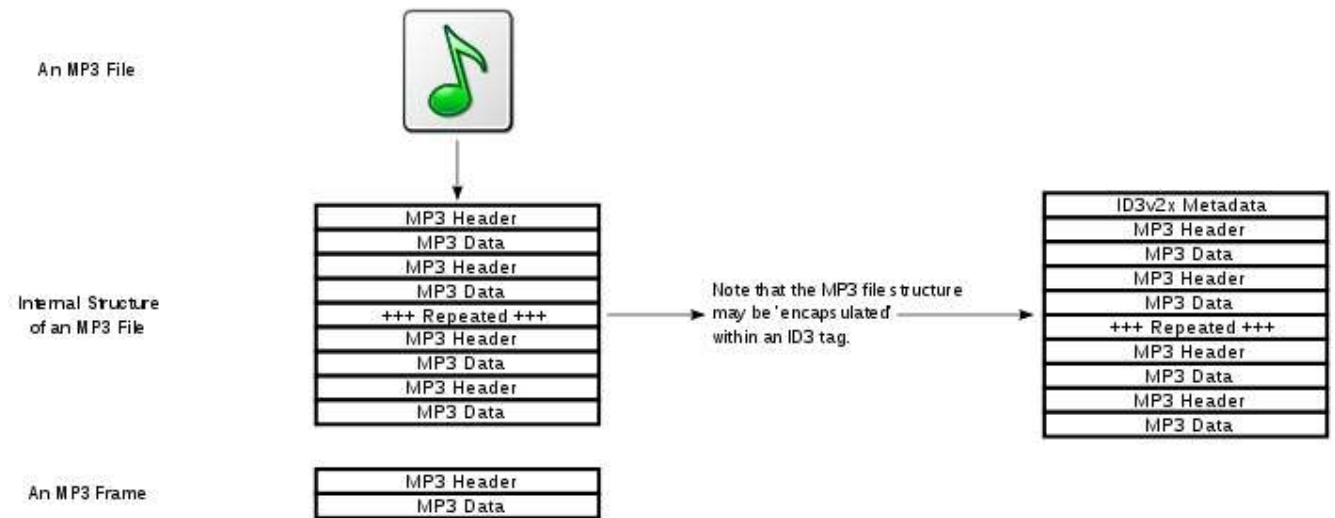 An MP3 File
MP3 Header
MP3 Data
MP3 Header
MP3 Data
+++ Repeated +++
MP3 Header
MP3 Data
MP3 Header
MP3 Data
Internal Structure
of an MP3 File
Note that the MP3 file structure
may be 'encapsulated'
within an ID3 tag.
ID3v2x Metadata
MP3 Header
MP3 Data
MP3 Header
MP3 Data
+++ Repeated +++
MP3 Header
MP3 Data
MP3 Header
MP3 Data
An MP3 Frame
MP3 Header
MP3 Data